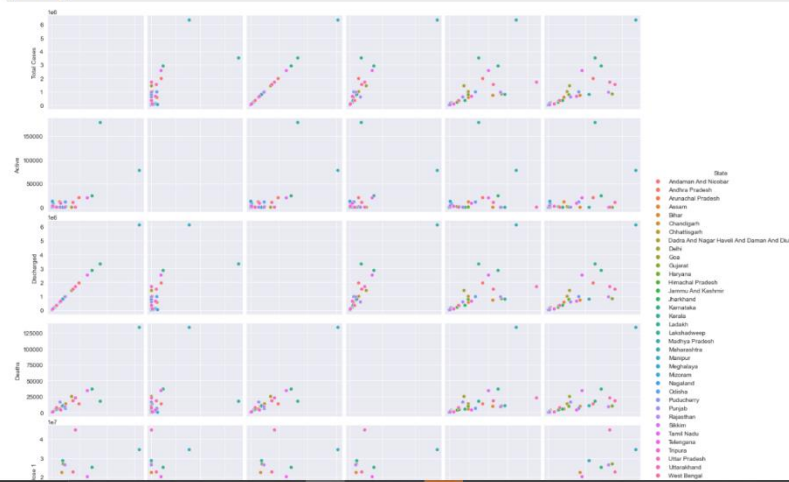 1e6
6
5
4
3
2
1
0
Total Cases
150000
100000
50000
0
Active
1e6
6
5
4
3
2
1
0
Discharged
125000
100000
75000
50000
25000
0
Deaths
1e7
4
3
2
State
Andaman And Nicobar
Andhra Pradesh
Arunachal Pradesh
Assam
Bihar
Chandigarh
Chhattisgarh
Dadra And Nagar Haveli And Daman And Diu
Delhi
Goa
Gujarat
Haryana
Himachal Pradesh
Jammu And Kashmir
Jharkhand
Karnataka
Kerala
Ladakh
Lakshadweep
Madhya Pradesh
Maharashtra
Manipur
Meghalaya
Mizoram
Nagaland
Odisha
Puducherry
Punjab
Rajasthan
Sikkim
Tamil Nadu
Telengana
Tripura
Uttar Pradesh
Uttarakhand
West Bengal